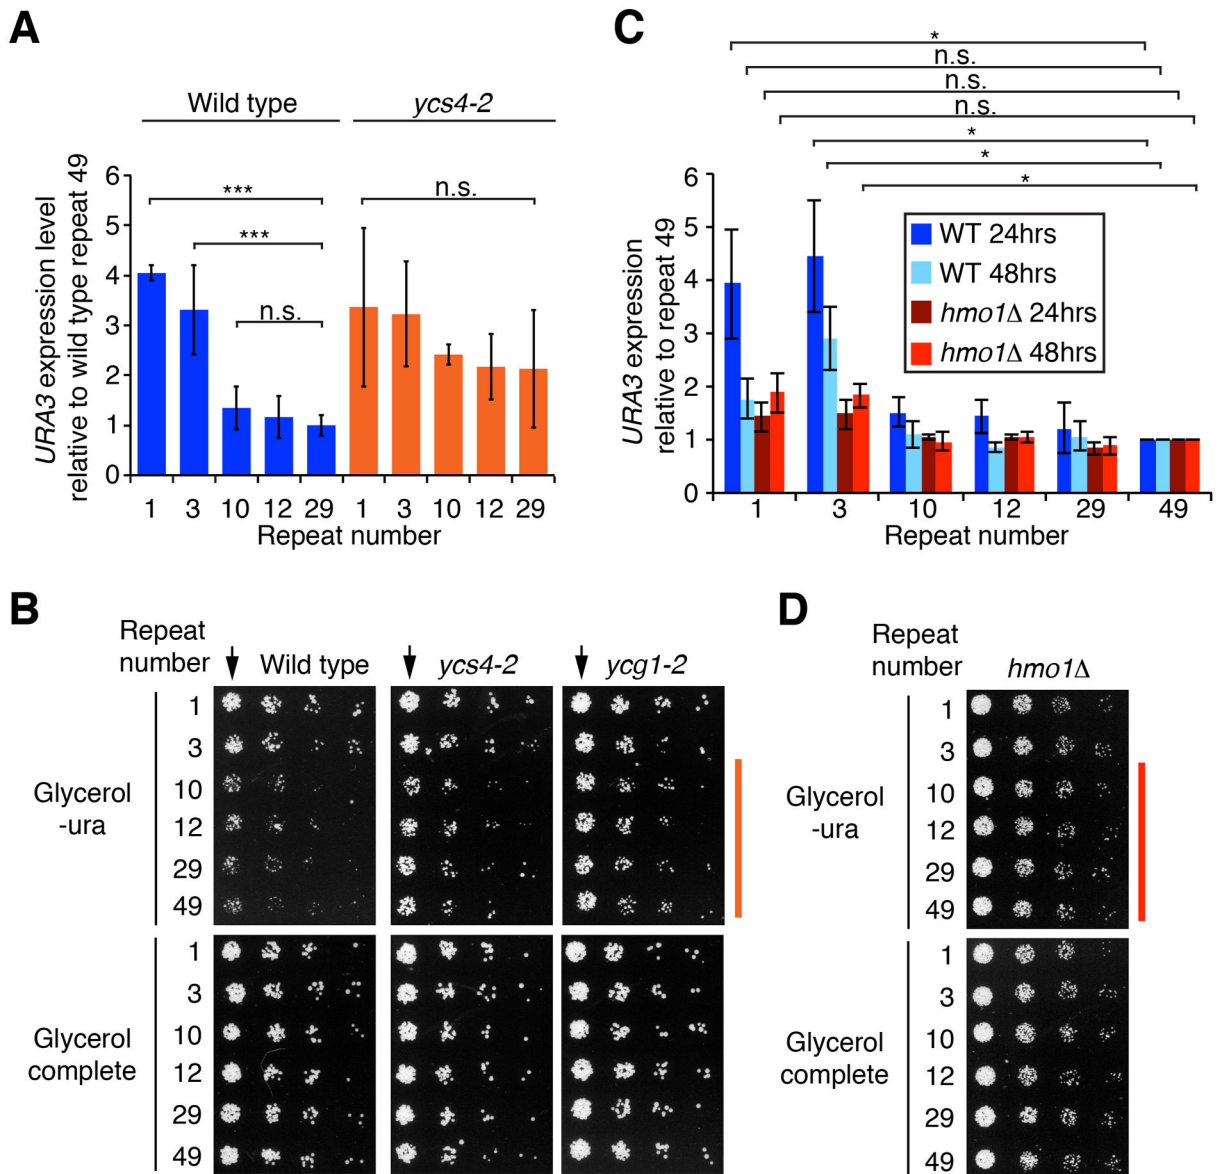 A
Wild type
ycs4-2
URA3 expression level
relative to wild type repeat 49
6
5
4
3
2
1
0
***
***
n.s.
n.s.
1 3 10 12 29 1 3 10 12 29
Repeat number
C
*
n.s.
n.s.
n.s.
*
*
*
URA3 expression
relative to repeat 49
6
5
4
3
2
1
0
WT 24hrs
WT 48hrs
hmo1Δ 24hrs
hmo1Δ 48hrs
1 3 10 12 29 49
Repeat number
B
Repeat
number
Wild type
ycs4-2
ycg1-2
Glycerol
-ura
1
3
10
12
29
49
Glycerol
complete
1
3
10
12
29
49
D
Repeat
number
hmo1Δ
Glycerol
-ura
1
3
10
12
29
49
Glycerol
complete
1
3
10
12
29
49